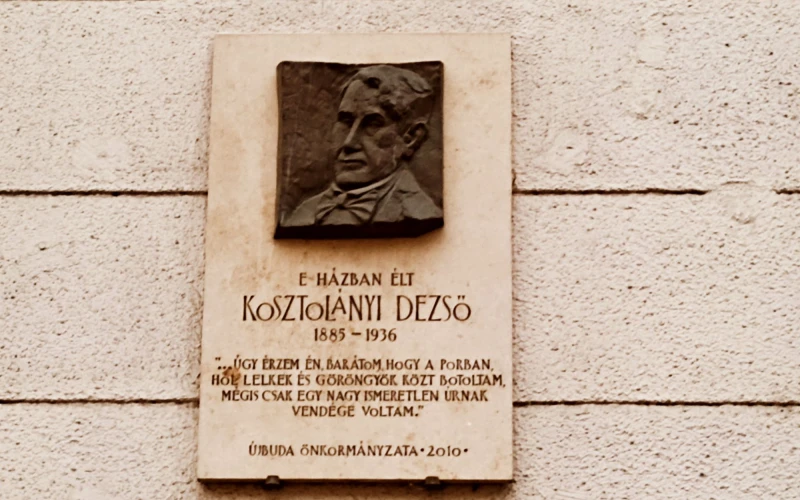 E HÁZBAN ÉLT
KOSZTOLÁNYI DEZSŐ
1885 – 1936
"...ÚGY ÉRZEM ÉN, BARÁTOM, HOGY A PORBAN,
HOL LELKEK ÉS GÖRÖNGYÖK KÖZT BOTOLTAM,
MÉGIS CSAK EGY NAGY ISMERETLEN ÚRNAK
VENDÉGE VOLTAM."
ÚJBUDA ÖNKORMÁNYZATA • 2010 •